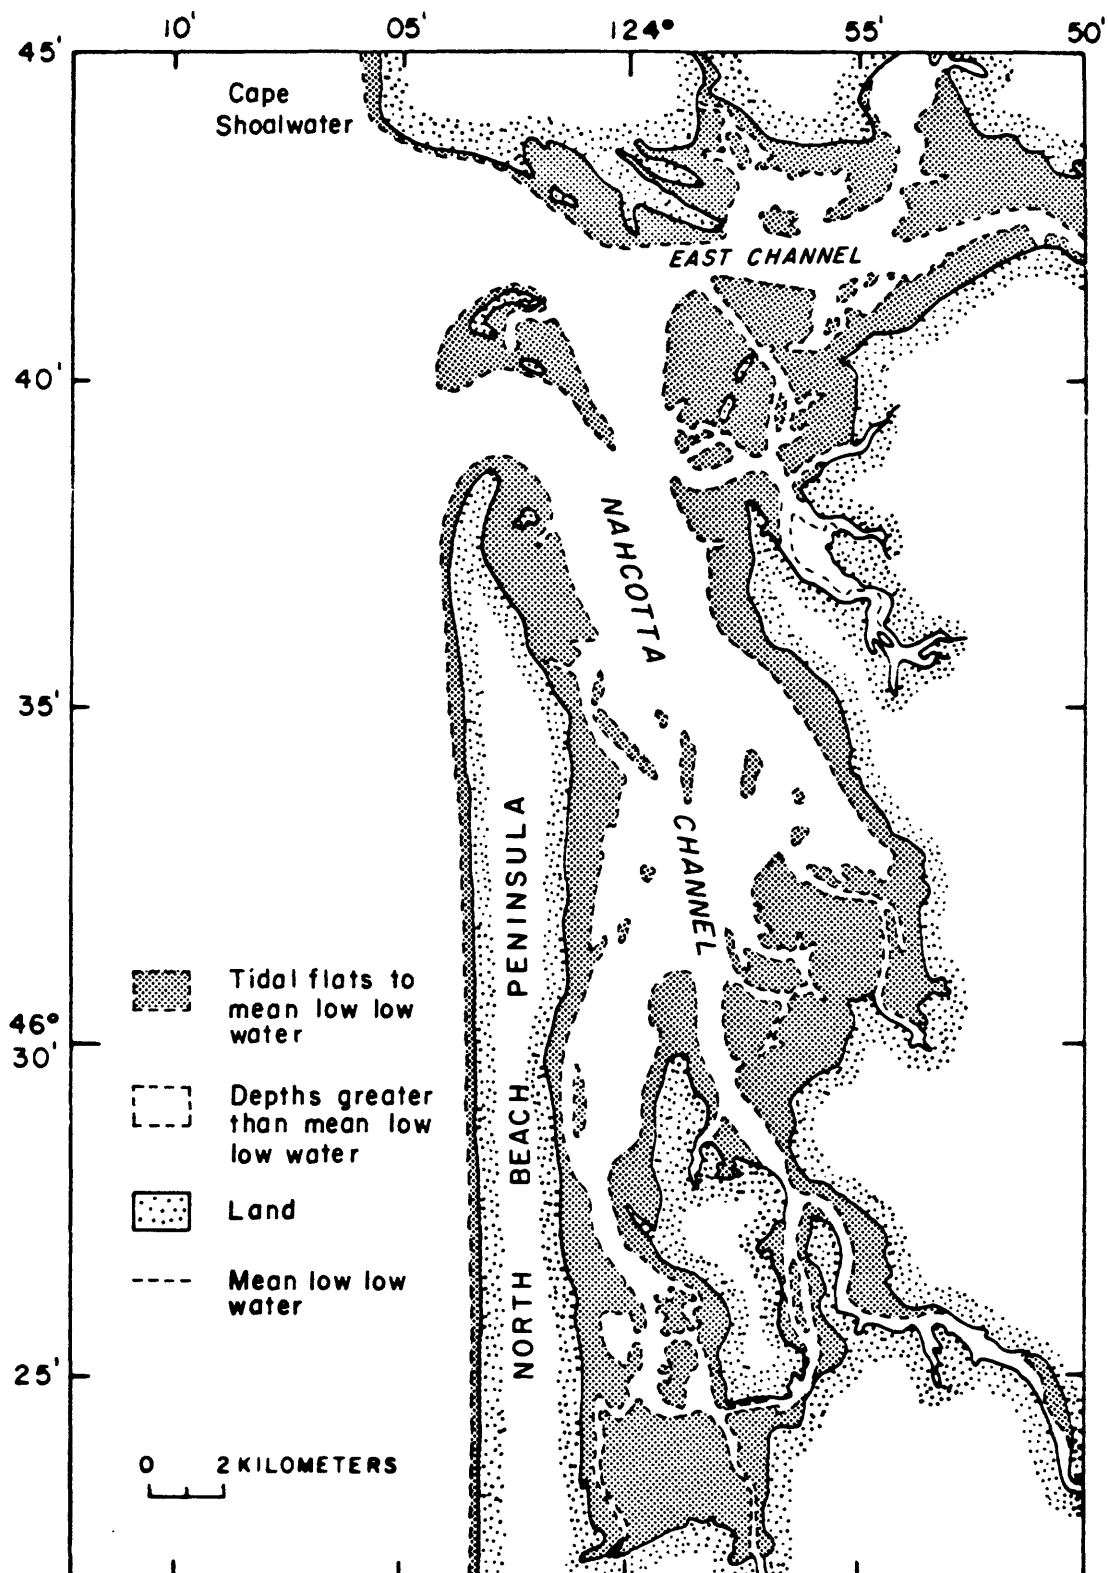 10' 05' 124° 55' 50'
45'
Cape
Shoalwater
EAST CHANNEL
40'
NAHCOTTA
35'
CHANNEL
NORTH BEACH PENINSULA
Tidal flats to
mean low low
water
46°
30'
Depths greater
than mean low
low water
Land
Mean low low
water
25'
0 2 KILOMETERS